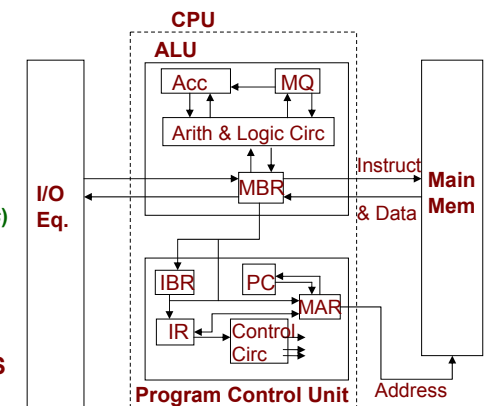 CPU
ALU
Acc
MQ
Arith & Logic Circ
MBR
Instruct
& Data
I/O
Eq.
Main
Mem
)
IBR
PC
MAR
IR
Control
Circ
S
Program Control Unit
Address